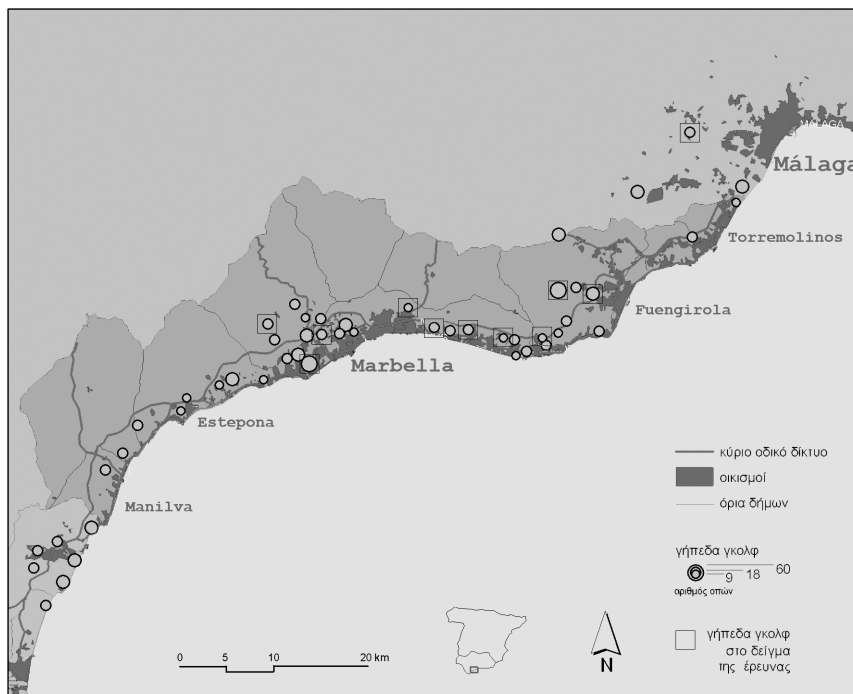 MÁLAGA
Málaga
Torremolinos
Fuengirola
Marbella
Estepona
Manilva
κύριο οδικό δίκτυο
οικισμοί
όρια δήμων
γήπεδα γκολφ
9 18 60
αριθμός οπών
γήπεδα γκολφ
στο δείγμα
της έρευνας
0 5 10 20 km
N